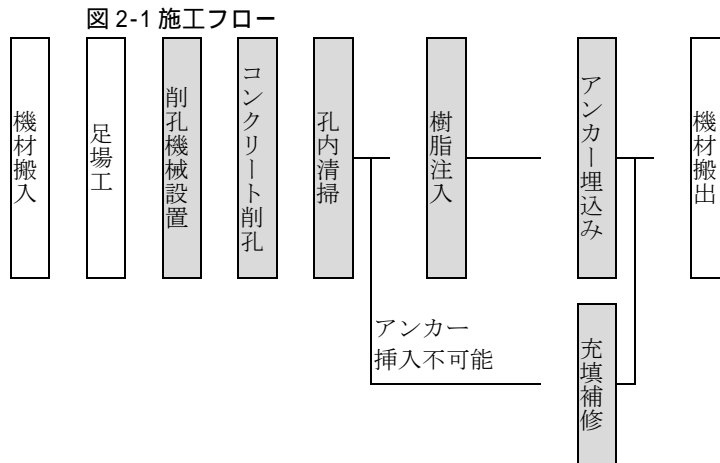 図 2-1 施工フロー
機材搬入
足場工
削孔機械設置
コンクリート削孔
孔内清掃
樹脂注入
アンカー埋込み
機材搬出
アンカー
挿入不可能
充填補修